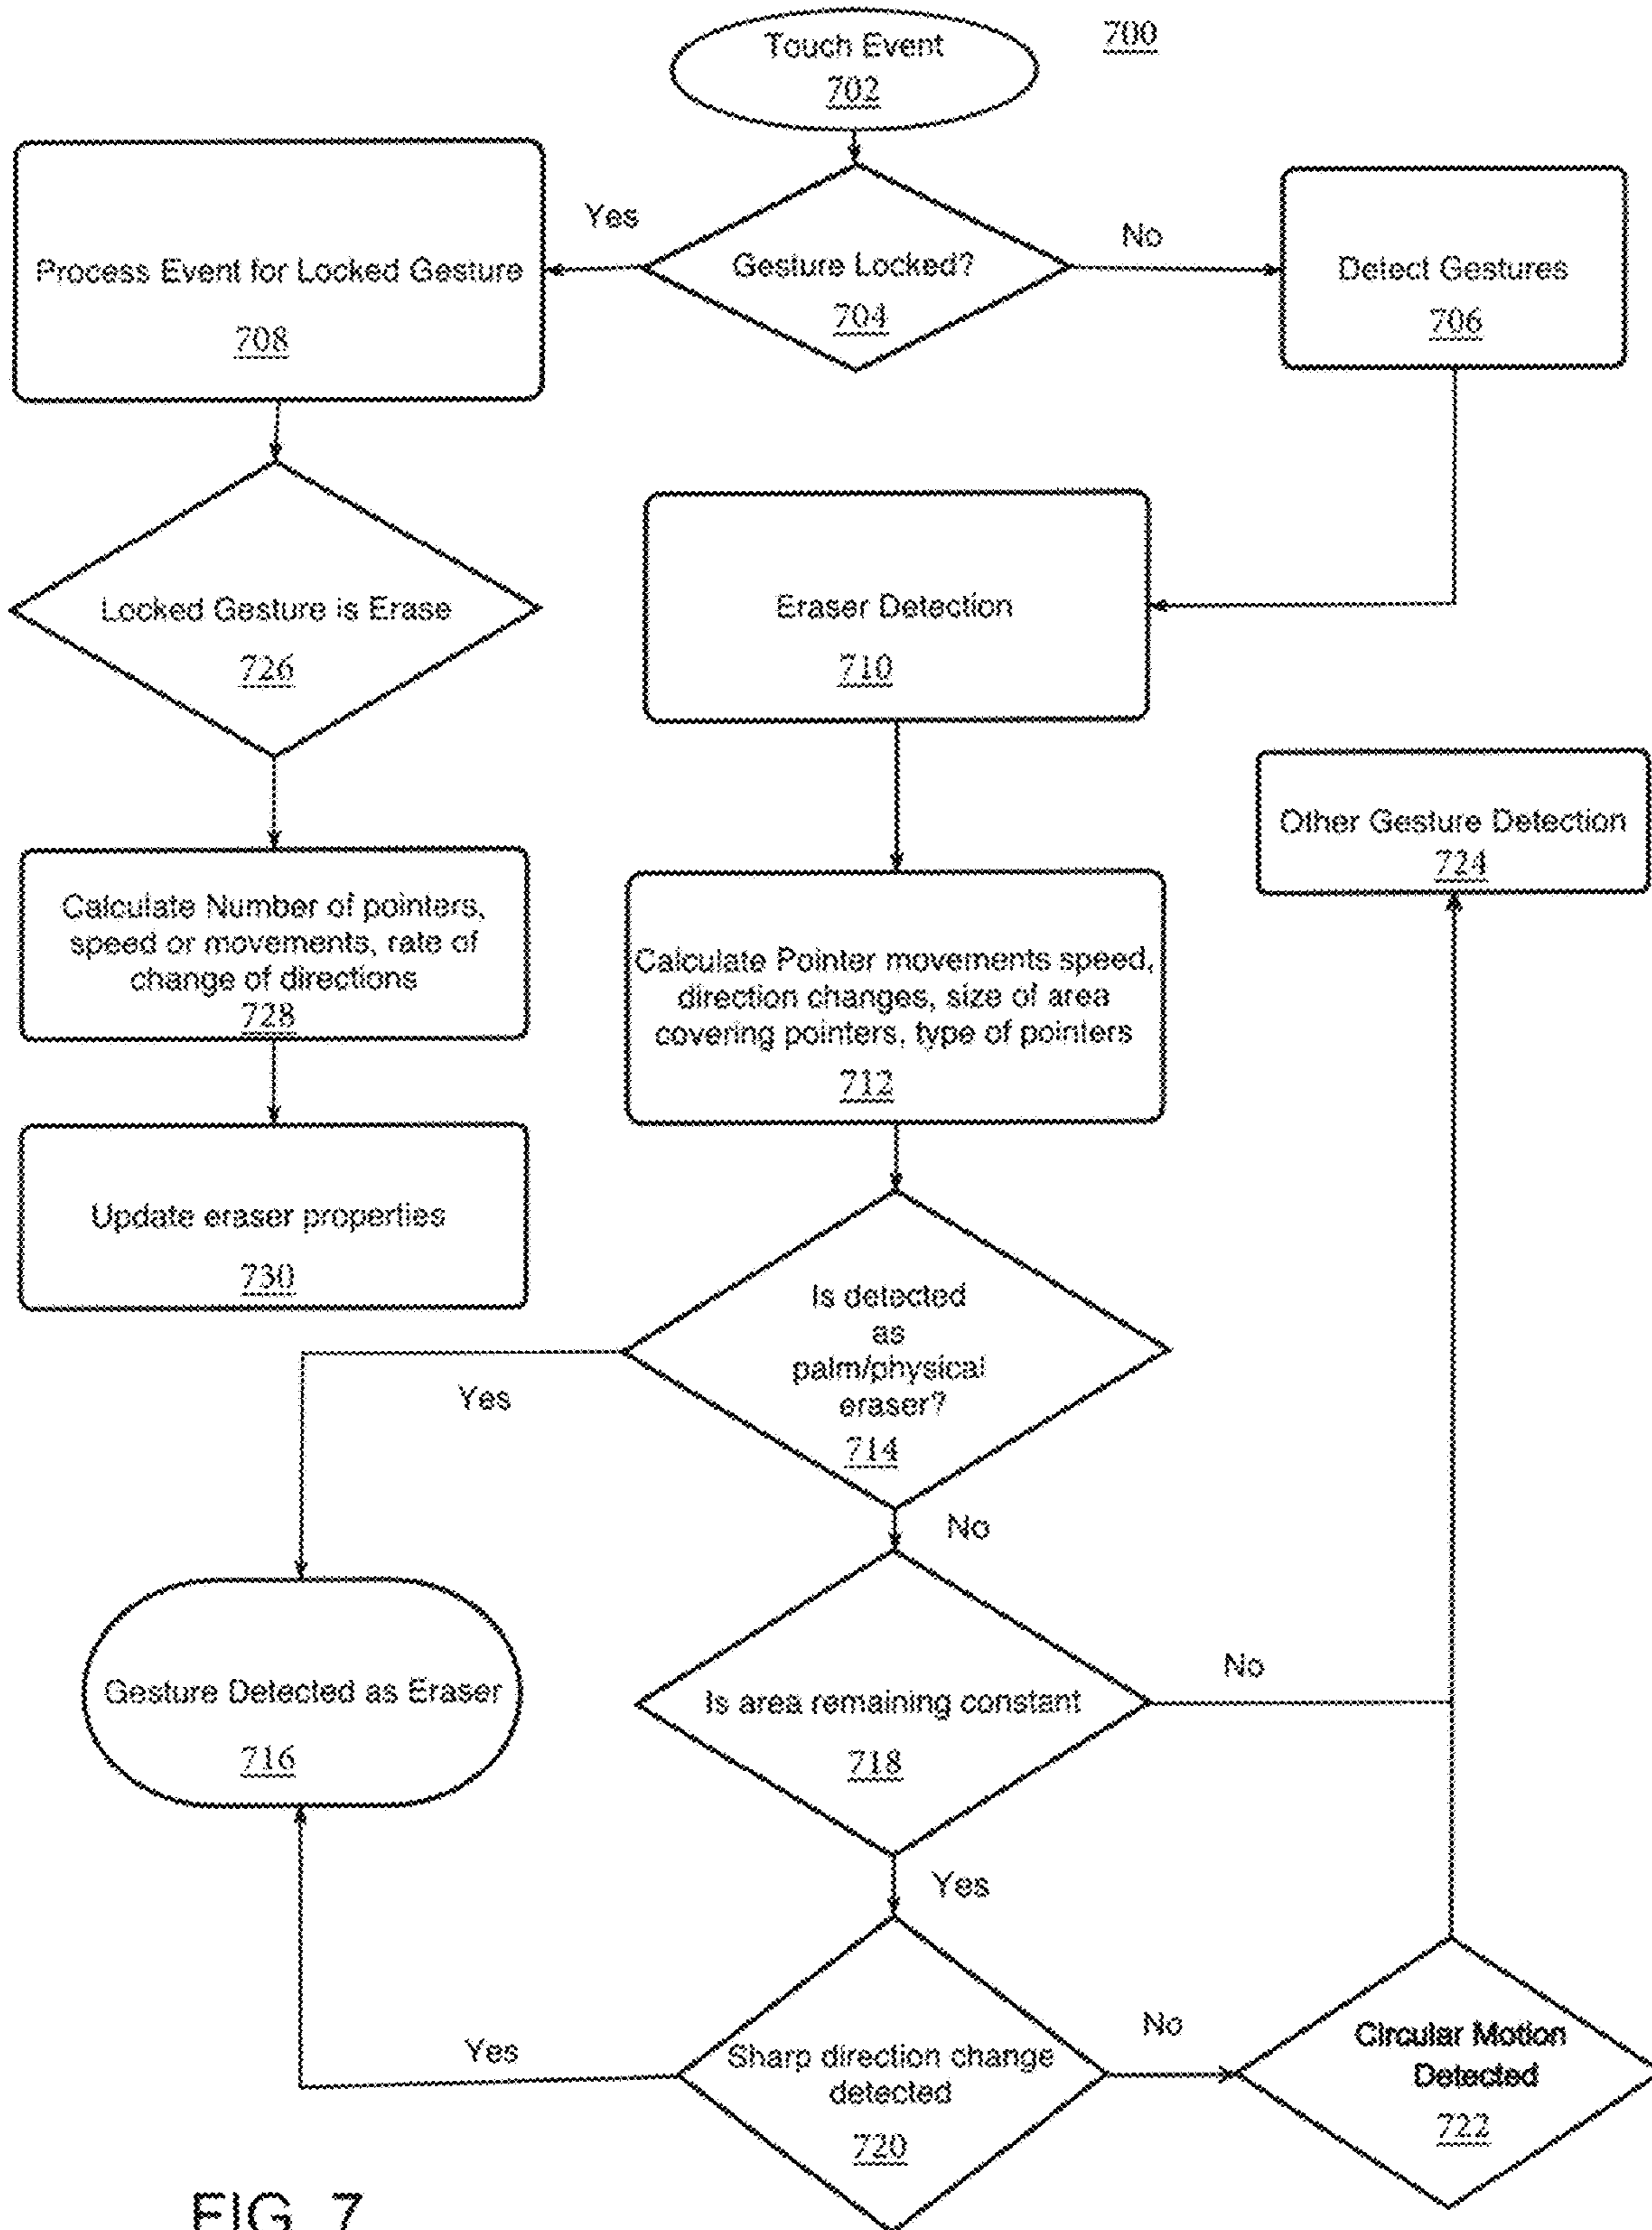 Touch Event
702
700
Yes
No
Process Event for Locked Gesture
708
Gesture Locked?
704
Detect Gestures
706
Locked Gesture is Erase
726
Eraser Detection
710
Other Gesture Detection
724
Calculate Number of pointers,
speed or movements, rate of
change of directions
728
Calculate Pointer movements speed,
direction changes, size of area
covering pointers, type of pointers
712
Update eraser properties
730
Is detected
as
palm/physical
eraser?
714
Yes
No
Gesture Detected as Eraser
716
Is area remaining constant
718
No
Yes
Sharp direction change
detected
720
Yes
No
Circular Motion
Detected
722
FIG. 7